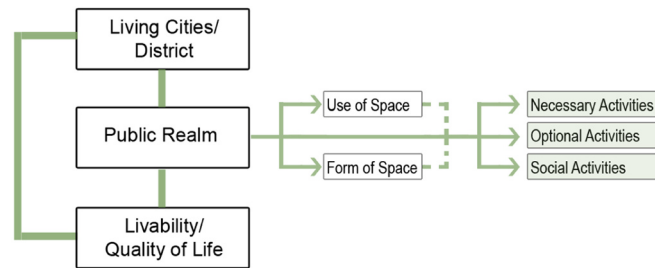 Living Cities/
District
Public Realm
Livability/
Quality of Life
Use of Space
Form of Space
Necessary Activities
Optional Activities
Social Activities